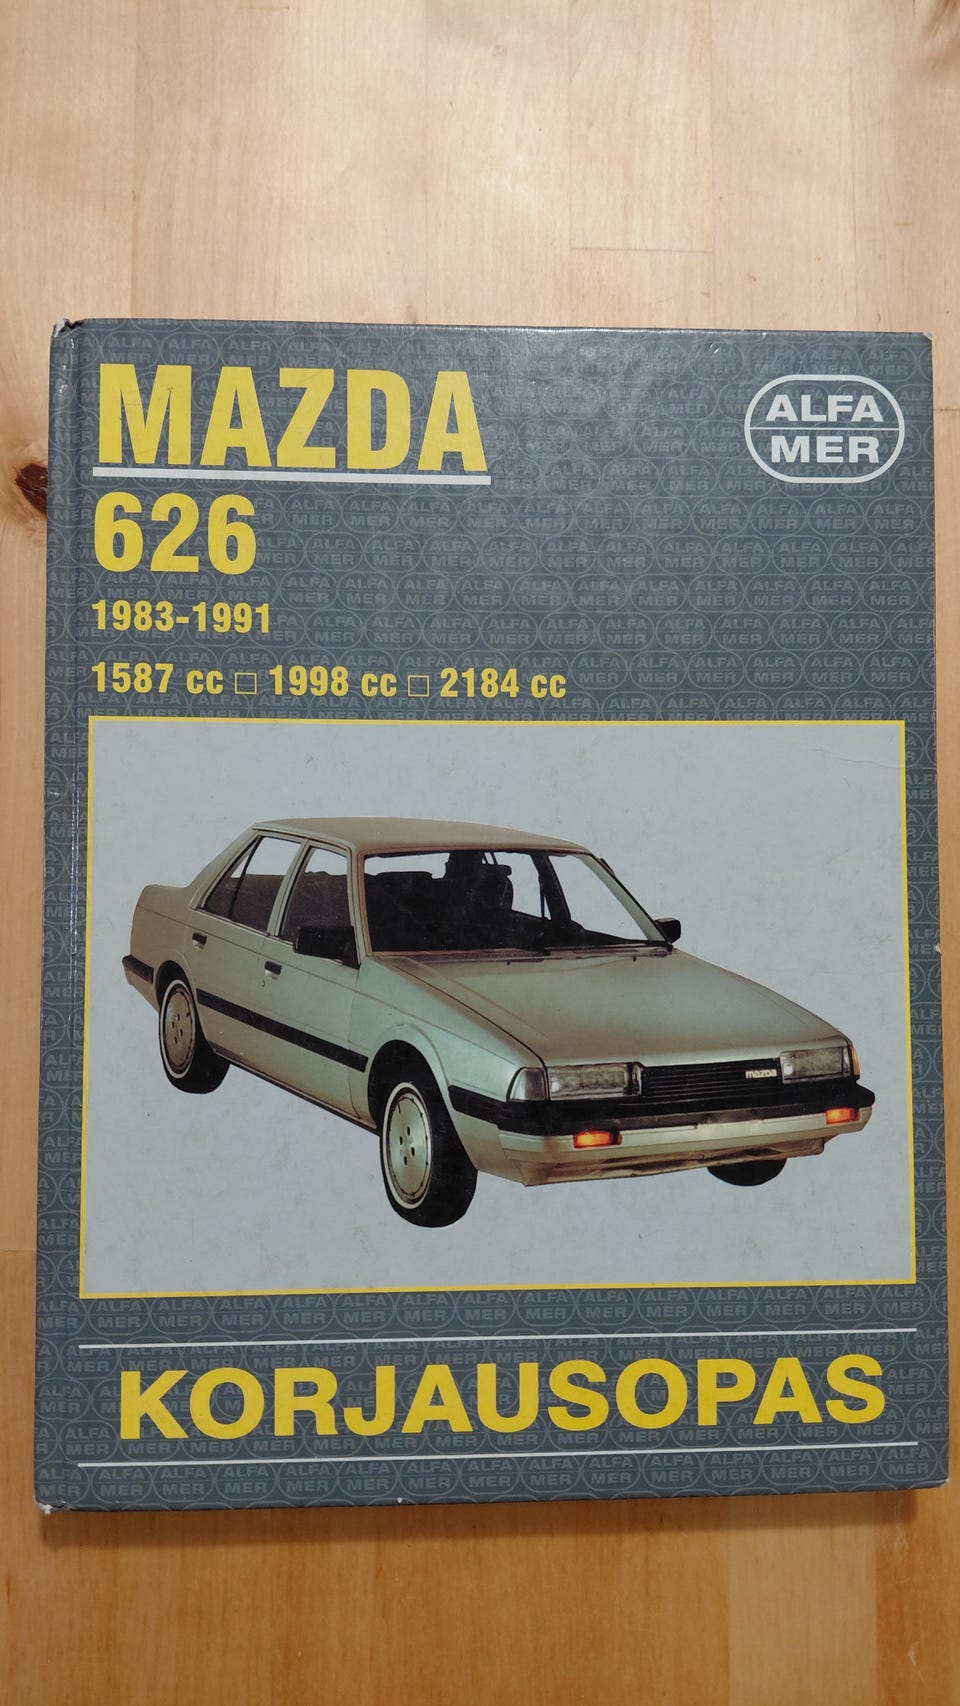 MAZDA
ALFA
MER
626
1983-1991
1587 cc □ 1998 cc □ 2184 cc
mazda
KORJAUSOPAS